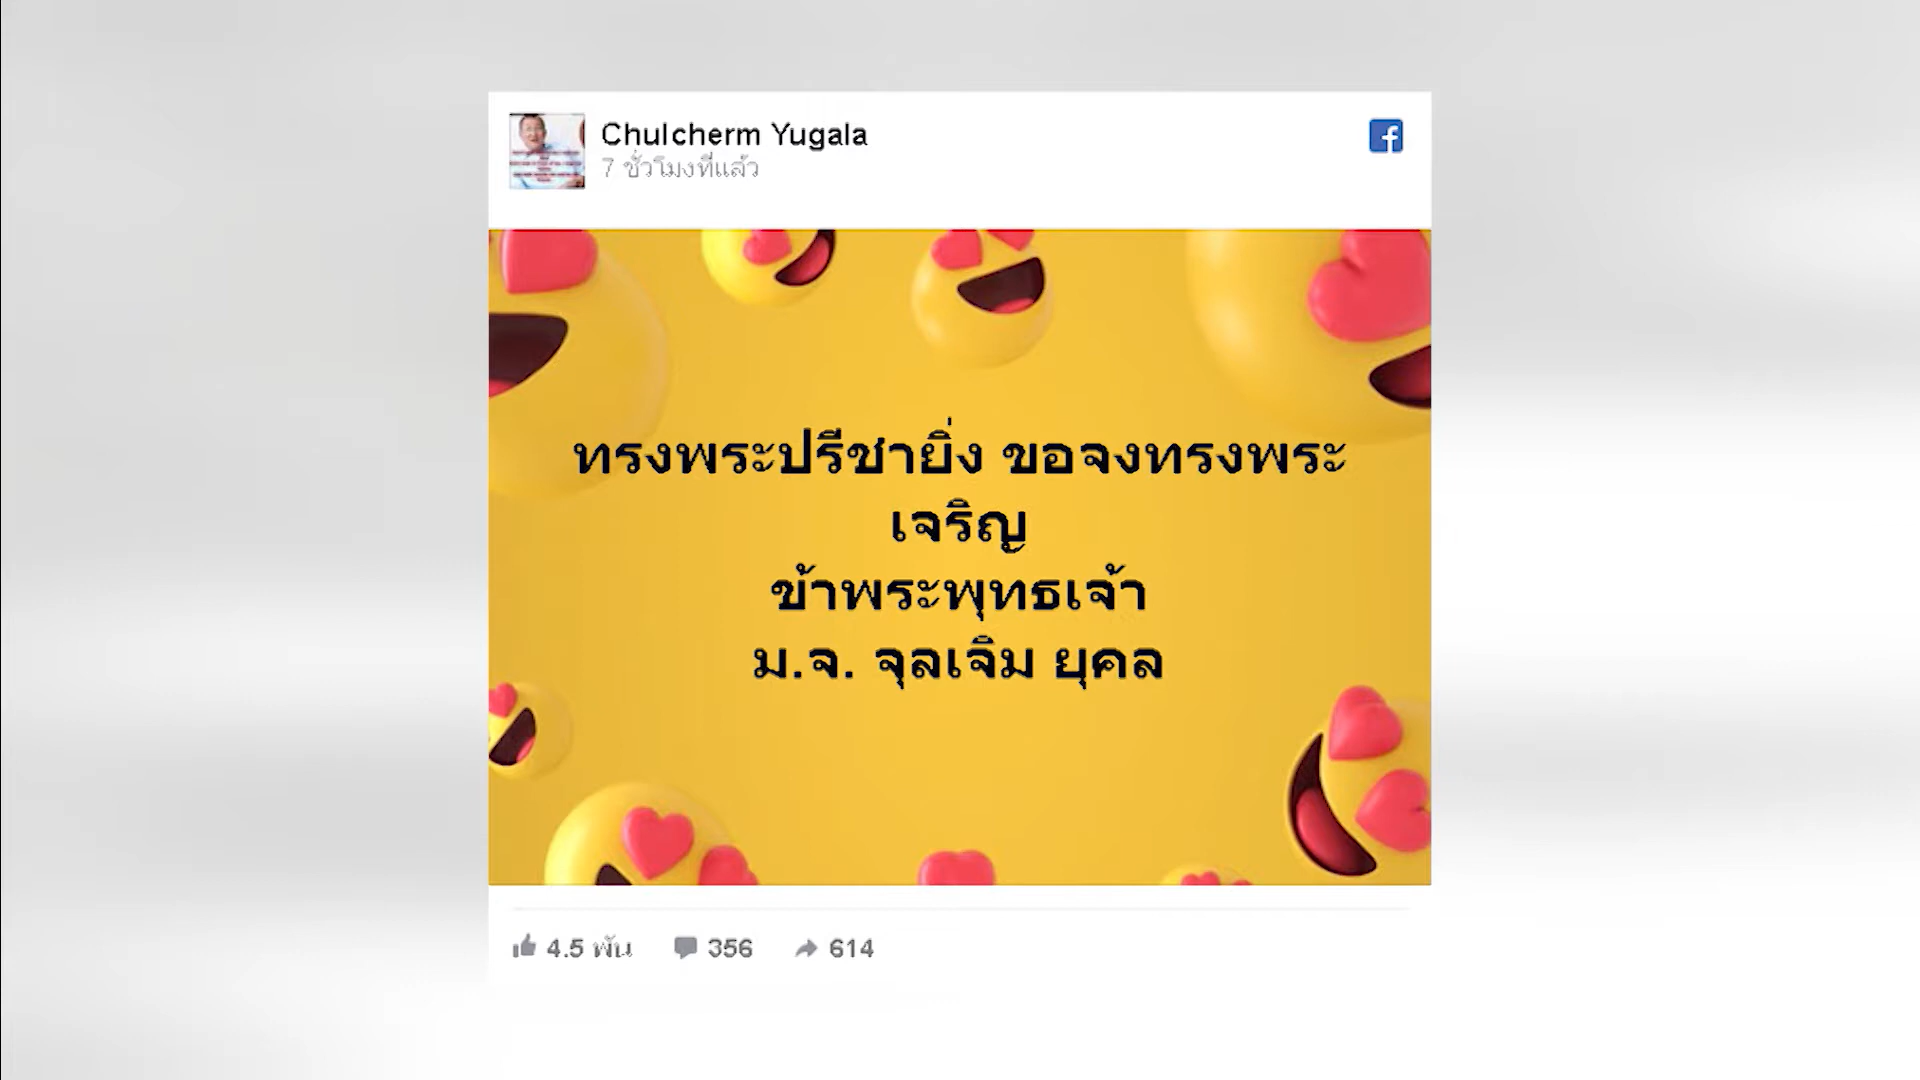 Chulcherm Yugala
7 ชั่วโมงที่แล้ว
ทรงพระปรีชายิ่ง ขอจงทรงพระ
เจริญ
ข้าพระพุทธเจ้า
ม.จ. จุลเจิม ยุคล
4.5 พัน 356 614